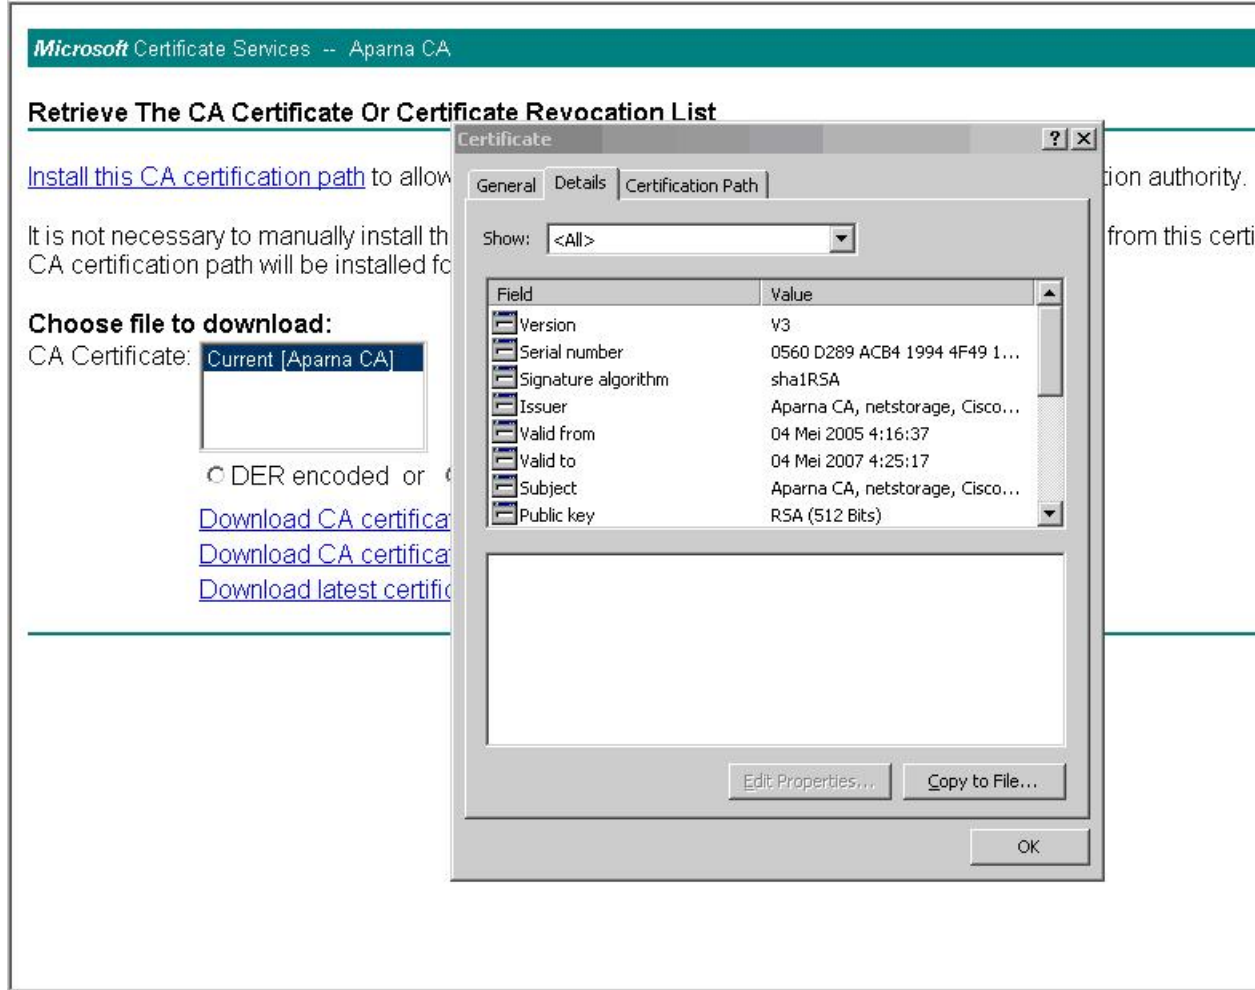 Microsoft Certificate Services -- Aparna CA
Retrieve The CA Certificate Or Certificate Revocation List
Install this CA certification path to allow
tion authority.
It is not necessary to manually install th
from this certi
CA certification path will be installed fo
Choose file to download:
CA Certificate:
Current [Aparna CA]
DER encoded or
Download CA certifica
Download CA certifica
Download latest certific
Certificate
General Details Certification Path
Show: <All>
Field Value
Version V3
Serial number 0560 D289 ACB4 1994 4F49 1...
Signature algorithm sha1RSA
Issuer Aparna CA, netstorage, Cisco...
Valid from 04 Mei 2005 4:16:37
Valid to 04 Mei 2007 4:25:17
Subject Aparna CA, netstorage, Cisco...
Public key RSA (512 Bits)
Edit Properties... Copy to File...
OK